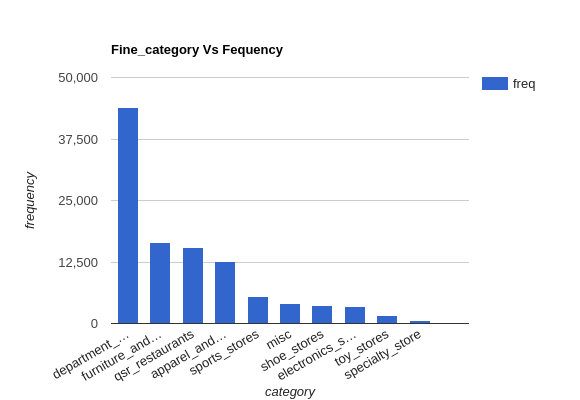 Fine_category Vs Fequency
freq
50,000
37,500
25,000
12,500
0
frequency
department_…
furniture_and…
qsr_restaurants
apparel_and…
sports_stores
misc
shoe_stores
electronics_s…
toy_stores
specialty_store
category